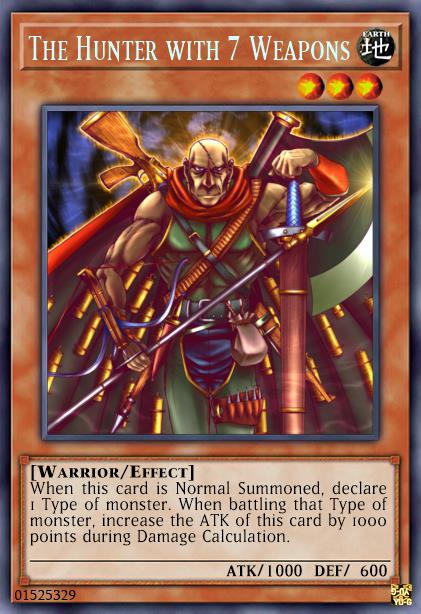 The Hunter with 7 Weapons
EARTH
地
[Warrior/Effect]
When this card is Normal Summoned, declare
1 Type of monster. When battling that Type of
monster, increase the ATK of this card by 1000
points during Damage Calculation.
ATK/1000 DEF/ 600
01525329